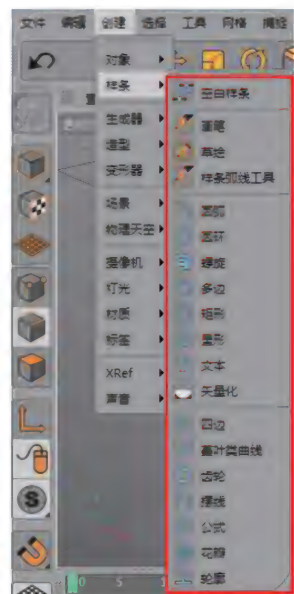 文件 编辑 创建 选择 工具 网格 捕捉
对象
样条
生成器
造型
变形器
场景
物理天空
摄像机
灯光
材质
标签
XRef
声音
空白样条
画笔
草绘
样条弧线工具
圆弧
圆环
螺旋
多边
矩形
星形
文本
矢量化
四边
蔓叶类曲线
齿轮
摆线
公式
花瓣
轮廓
S
0 5